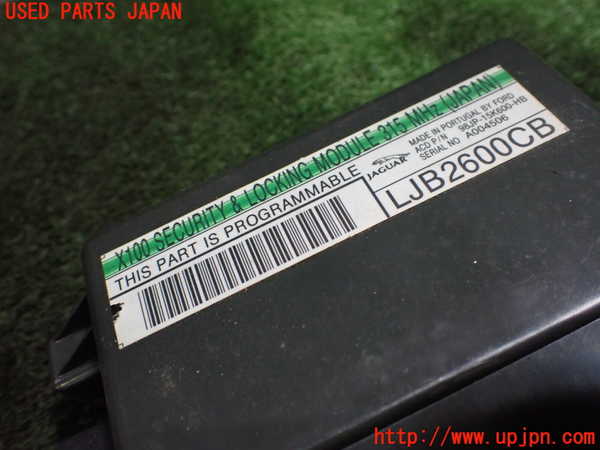 USED PARTS JAPAN
X100 SECURITY & LOCKING MODULE 315 MHz (JAPAN)
THIS PART IS PROGRAMMABLE
JAGUAR
MADE IN PORTUGAL BY FORD
ACD P/N 98JP-15K600-HB
SERIAL NO A004506
LJB2600CB
http://www.upjpn.com